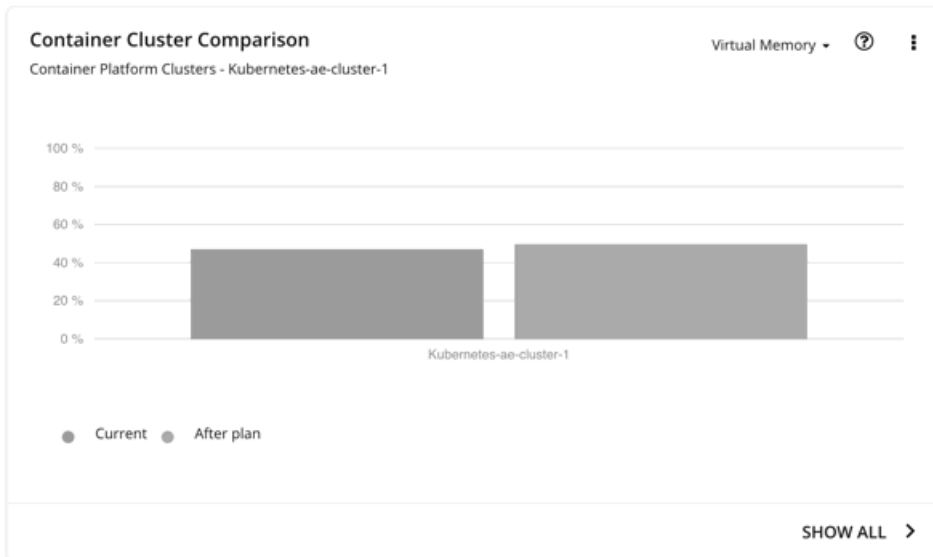 Container Cluster Comparison
Virtual Memory
Container Platform Clusters - Kubernetes-ae-cluster-1
100 %
80 %
60 %
40 %
20 %
0 %
Kubernetes-ae-cluster-1
Current
After plan
SHOW ALL